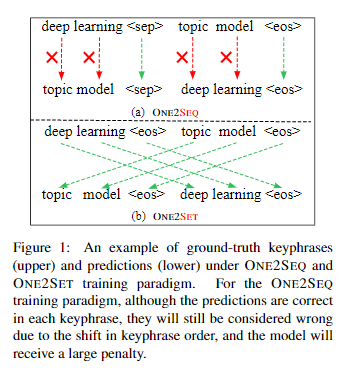 deep learning <sep> topic model <eos>
topic model <sep> deep learning <eos>
(a) ONE2SEQ
deep learning <eos> topic model <eos>
topic model <eos> deep learning <eos>
(b) ONE2SET
Figure 1: An example of ground-truth keyphrases
(upper) and predictions (lower) under ONE2SEQ and
ONE2SET training paradigm. For the ONE2SEQ
training paradigm, although the predictions are correct
in each keyphrase, they will still be considered wrong
due to the shift in keyphrase order, and the model will
receive a large penalty.